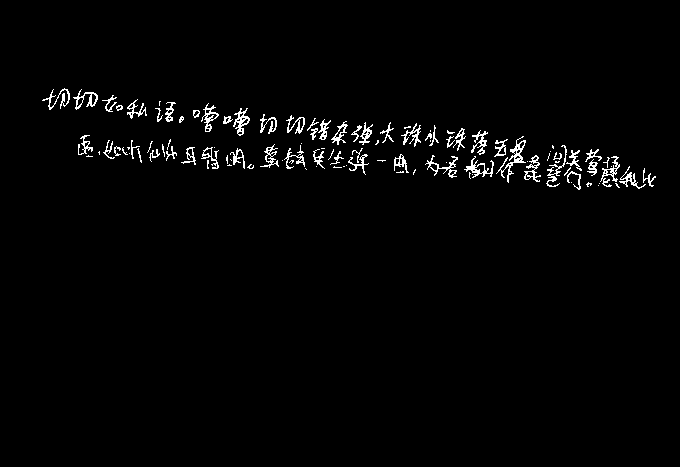 切切如私语。嘈嘈切切错杂弹,大珠小珠落玉盘 间关莺语
,如听仙乐耳暂明。莫辞更坐弹一曲,为君翻作琵琶行。感我此